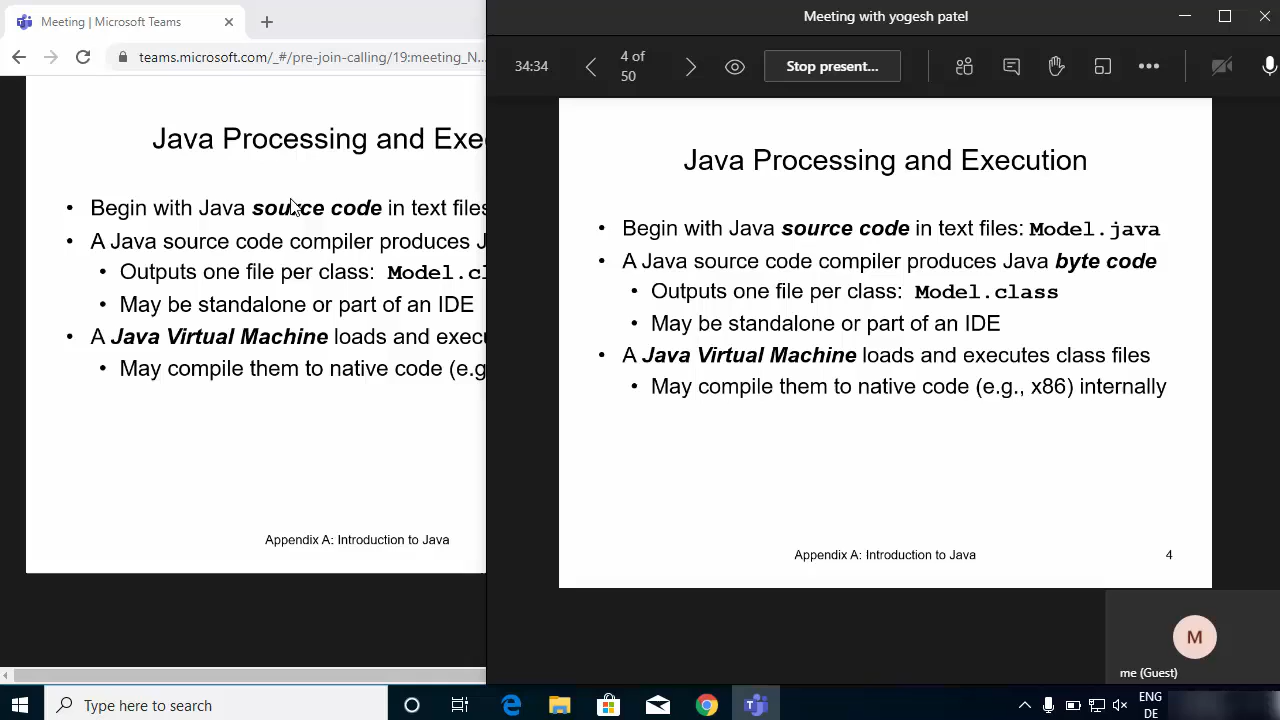 Meeting | Microsoft Teams
teams.microsoft.com/_#/pre-join-calling/19:meeting_N...
Java Processing and Exe
• Begin with Java source code in text files
• A Java source code compiler produces J
• Outputs one file per class: Model.cl
• May be standalone or part of an IDE
• A Java Virtual Machine loads and execu
• May compile them to native code (e.g.
Appendix A: Introduction to Java
Meeting with yogesh patel
34:34
4 of
50
Stop present...
Java Processing and Execution
• Begin with Java source code in text files: Model.java
• A Java source code compiler produces Java byte code
• Outputs one file per class: Model.class
• May be standalone or part of an IDE
• A Java Virtual Machine loads and executes class files
• May compile them to native code (e.g., x86) internally
Appendix A: Introduction to Java
4
M
me (Guest)
Type here to search
ENG
DE